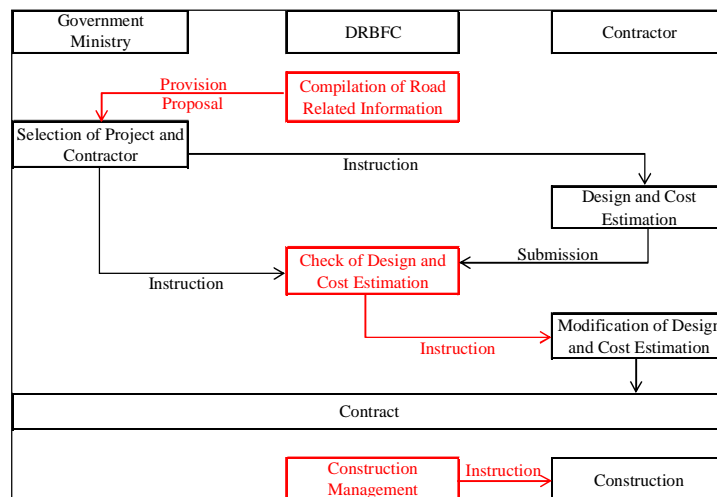 Government
Ministry
DRBFC
Contractor
Provision
Proposal
Compilation of Road
Related Information
Selection of Project and
Contractor
Instruction
Design and Cost
Estimation
Submission
Check of Design and
Cost Estimation
Instruction
Instruction
Modification of Design
and Cost Estimation
Contract
Construction
Management
Instruction
Construction